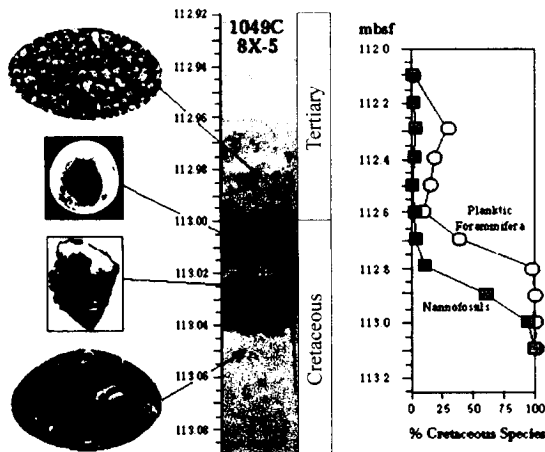 1049C
8X-5
112.92
112.94
112.96
112.98
113.00
113.02
113.04
113.06
113.08
Tertiary
Cretaceous
mbsf
112.0
112.2
112.4
112.6
112.8
113.0
113.2
Planktic
Foraminifera
Nannofossils
0
25
50
75
100
% Cretaceous Species